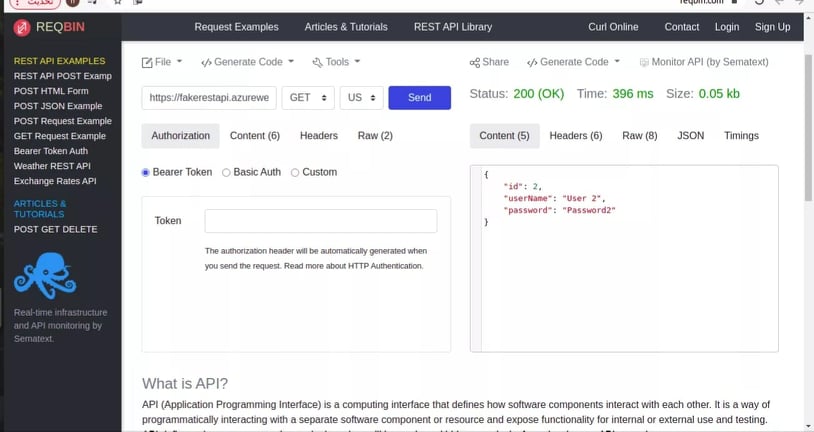 تحديث
reqbin.com
REQBIN
Request Examples
Articles & Tutorials
REST API Library
Curl Online
Contact
Login
Sign Up
REST API EXAMPLES
REST API POST Examp
POST HTML Form
POST JSON Example
POST Request Example
GET Request Example
Bearer Token Auth
Weather REST API
Exchange Rates API
ARTICLES &
TUTORIALS
POST GET DELETE
Real-time infrastructure
and API monitoring by
Sematext.
File
Generate Code
Tools
https://fakerestapi.azurewe
GET
US
Send
Authorization
Content (6)
Headers
Raw (2)
Bearer Token
Basic Auth
Custom
Token
The authorization header will be automatically generated when
you send the request. Read more about HTTP Authentication.
Share
Generate Code
Monitor API (by Sematext)
Status: 200 (OK) Time: 396 ms Size: 0.05 kb
Content (5)
Headers (6)
Raw (8)
JSON
Timings
{
"id": 2,
"userName": "User 2",
"password": "Password2"
}
What is API?
API (Application Programming Interface) is a computing interface that defines how software components interact with each other. It is a way of
programmatically interacting with a separate software component or resource and expose functionality for internal or external use and testing.